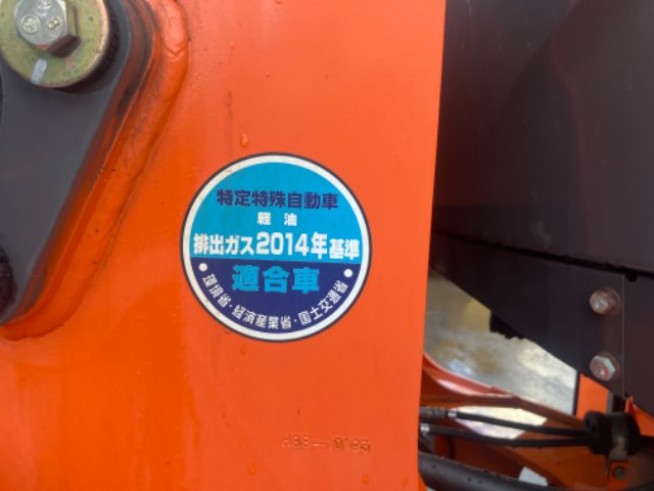 特定特殊自動車
軽油
排出ガス2014年基準
適合車
・環境省・経済産業省・国土交通省・